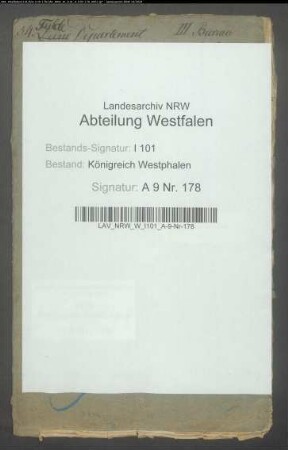 Departement III Bureau
Landesarchiv NRW
Abteilung Westfalen
Bestands-Signatur: I 101
Bestand: Königreich Westphalen
Signatur: A 9 Nr. 178
LAV_NRW_W_I101_A-9-Nr-178